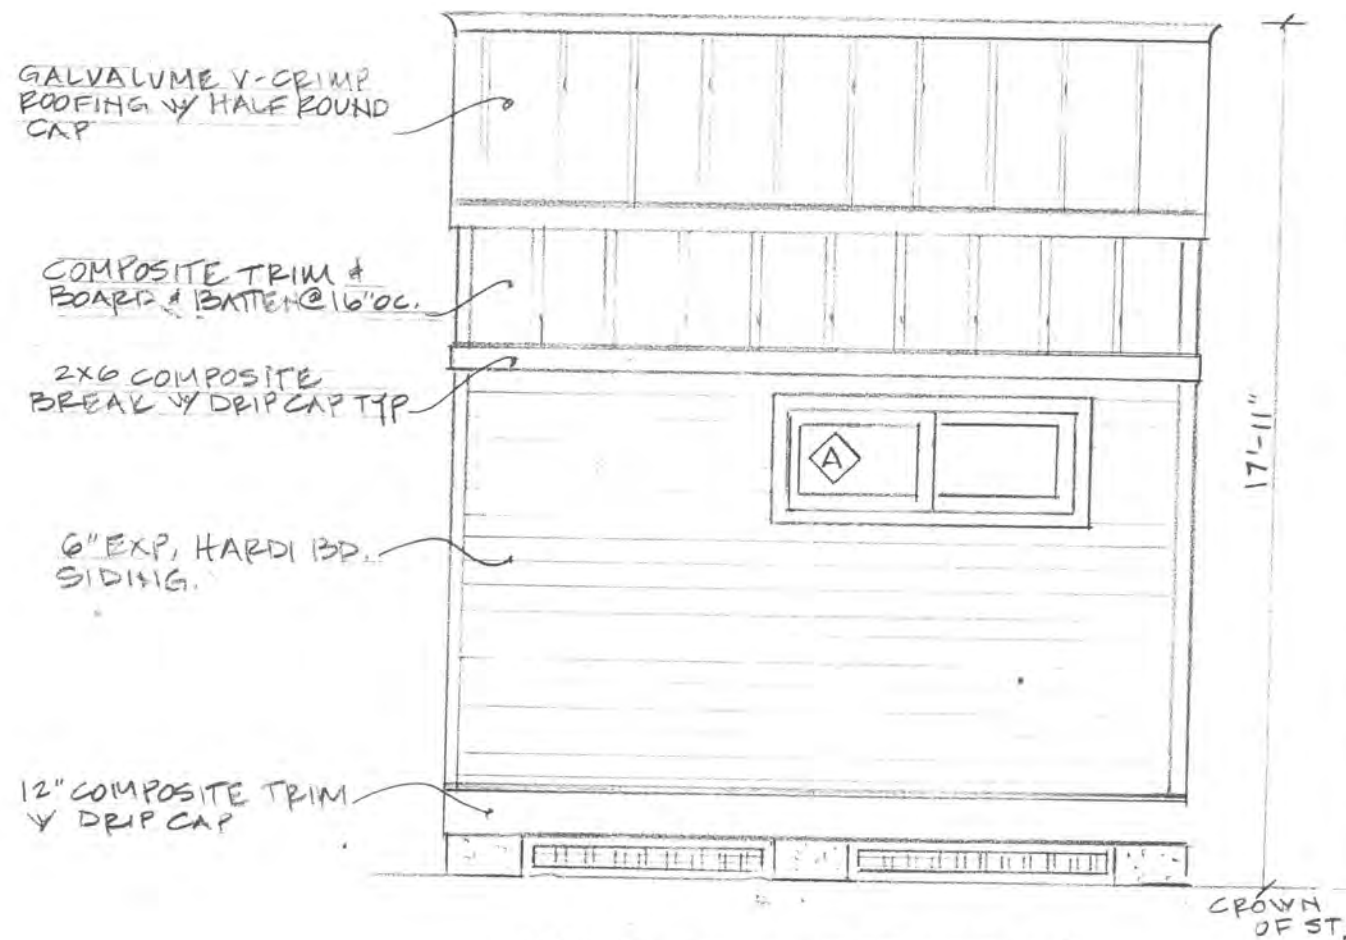 GALVALUME V-CRIMP
ROOFING W/ HALF ROUND
CAP
COMPOSITE TRIM &
BOARD & BATTEN @ 16" OC.
2X6 COMPOSITE
BREAK W/ DRIP CAP TYP
A
17'-11"
6" EXP. HARDI BD.
SIDING.
12" COMPOSITE TRIM
W/ DRIP CAP
CROWN
OF ST.